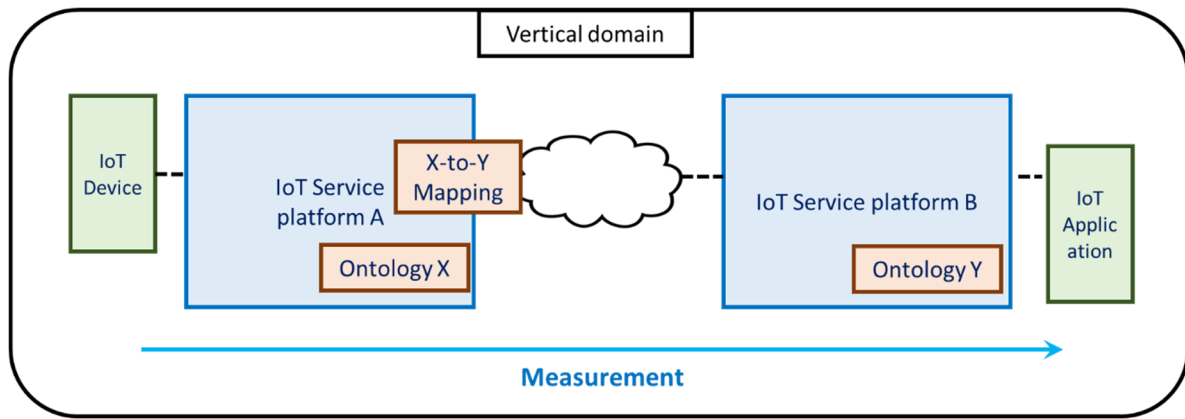 Vertical domain
IoT
Device
IoT Service
platform A
X-to-Y
Mapping
Ontology X
IoT Service platform B
Ontology Y
IoT
Applic
ation
Measurement